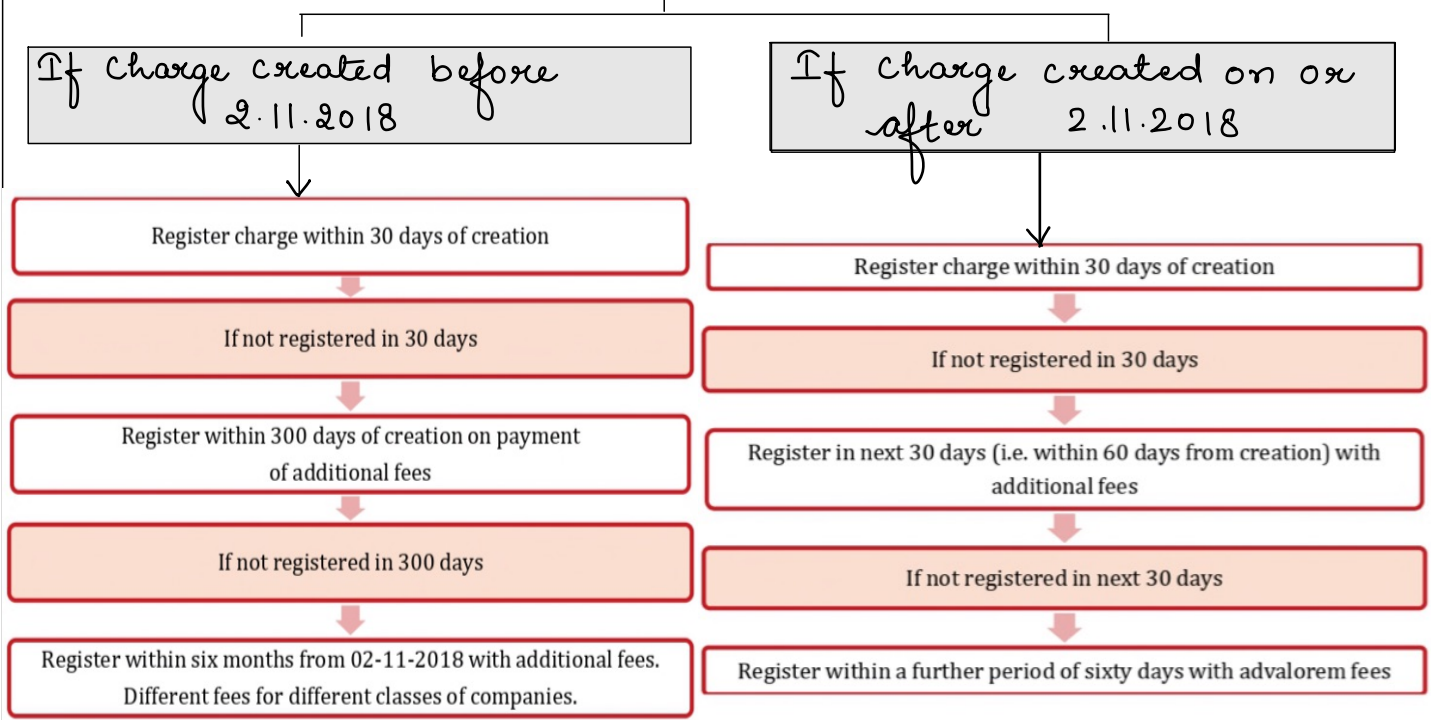 If charge created before
2.11.2018
Register charge within 30 days of creation
If not registered in 30 days
Register within 300 days of creation on payment
of additional fees
If not registered in 300 days
Register within six months from 02-11-2018 with additional fees.
Different fees for different classes of companies.
If charge created on or
after 2.11.2018
Register charge within 30 days of creation
If not registered in 30 days
Register in next 30 days (i.e. within 60 days from creation) with
additional fees
If not registered in next 30 days
Register within a further period of sixty days with advalorem fees